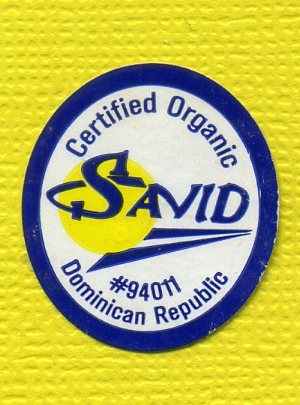 Certified Organic
SAVID
#94011
Dominican Republic